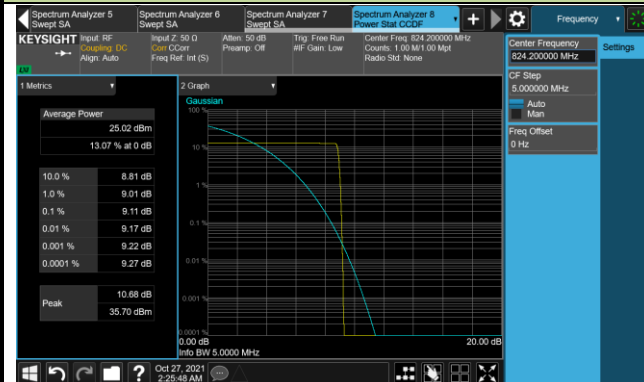 Spectrum Analyzer 5
Swept SA
Spectrum Analyzer 6
Swept SA
Spectrum Analyzer 7
Swept SA
Spectrum Analyzer 8
Power Stat CCDF
Frequency
KEYSIGHT
Input: RF
Coupling: DC
Align: Auto
Input Z: 50 Ω
Corr CCorr
Freq Ref: Int (S)
Atten: 50 dB
Preamp: Off
Trig: Free Run
#IF Gain: Low
Center Freq: 824.200000 MHz
Counts: 1.00 M/1.00 Mpt
Radio Std: None
Center Frequency
824.200000 MHz
Settings
CF Step
5.000000 MHz
Auto
Man
Freq Offset
0 Hz
1 Metrics
Average Power
25.02 dBm
13.07 % at 0 dB
10.0 % 8.81 dB
1.0 % 9.01 dB
0.1 % 9.11 dB
0.01 % 9.17 dB
0.001 % 9.22 dB
0.0001 % 9.27 dB
Peak
10.68 dB
35.70 dBm
2 Graph
Gaussian
100 %
10 %
1 %
0.1 %
0.01 %
0.001 %
0.0001 %
0.00 dB
20.00 dB
Info BW 5.0000 MHz
?
Oct 27, 2021
2:25:48 AM